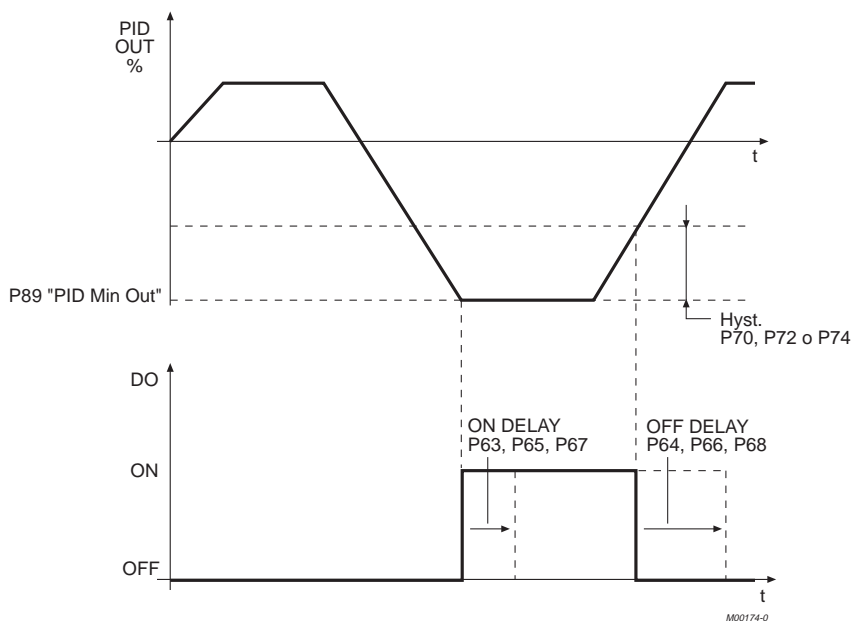 PID
OUT
%
t
P89 "PID Min Out"
Hyst.
P70, P72 o P74
DO
ON DELAY
P63, P65, P67
OFF DELAY
P64, P66, P68
ON
OFF
t
M00174-0